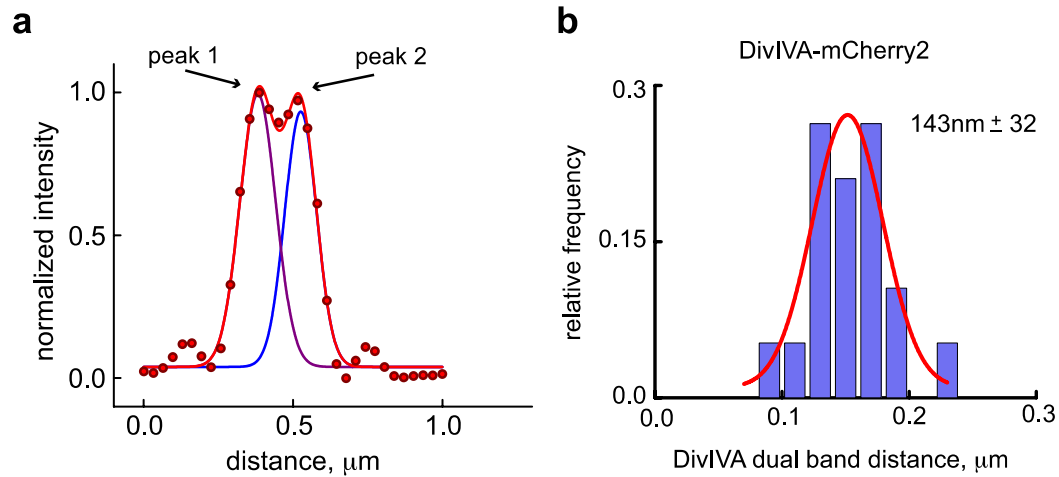 a
peak 1
peak 2
1.0
0.5
0.0
normalized intensity
0.0
0.5
1.0
distance, μm
b
DivIVA-mCherry2
0.3
143nm ± 32
0.15
0.0
relative frequency
0.0
0.1
0.2
0.3
DivIVA dual band distance, μm